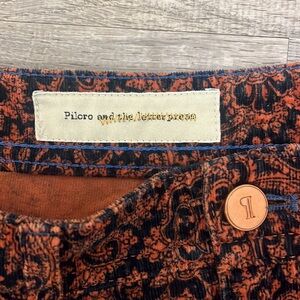 Pilcro and the letterpress
P